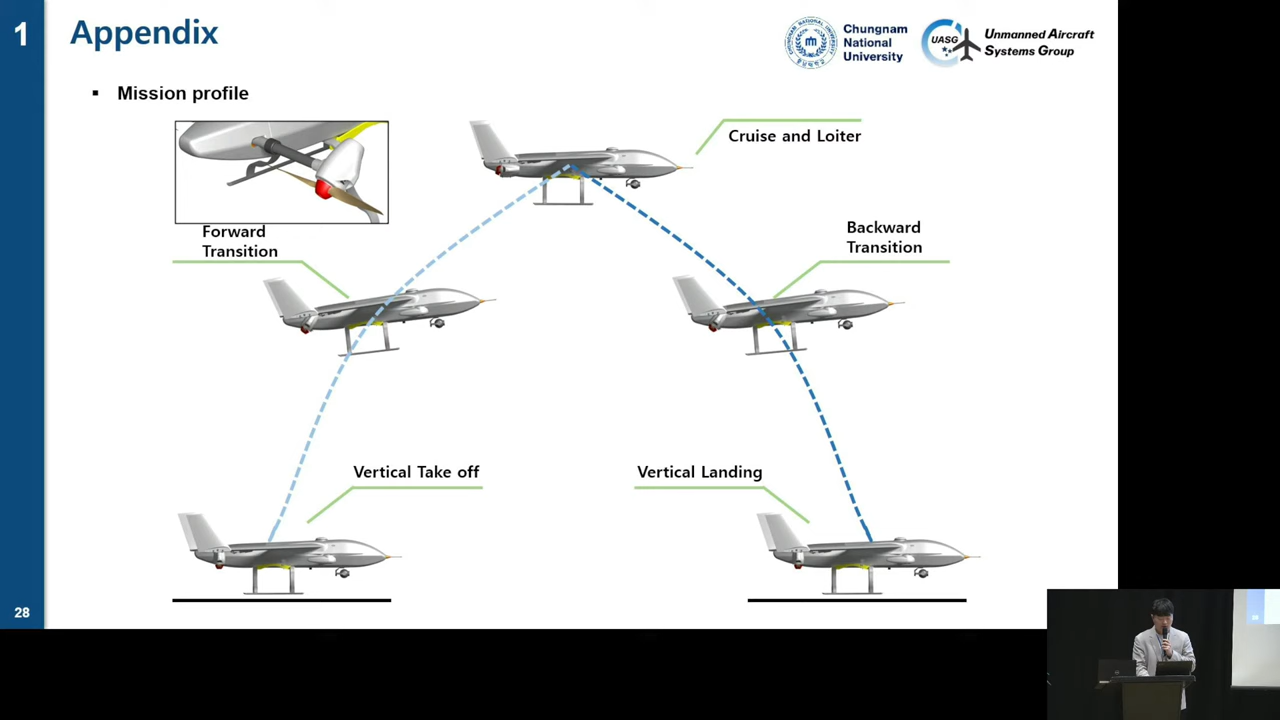 1
Appendix
Chungnam
National
University
UASG
Unmanned Aircraft
Systems Group
▪ Mission profile
Cruise and Loiter
Forward
Transition
Backward
Transition
Vertical Take off
Vertical Landing
28